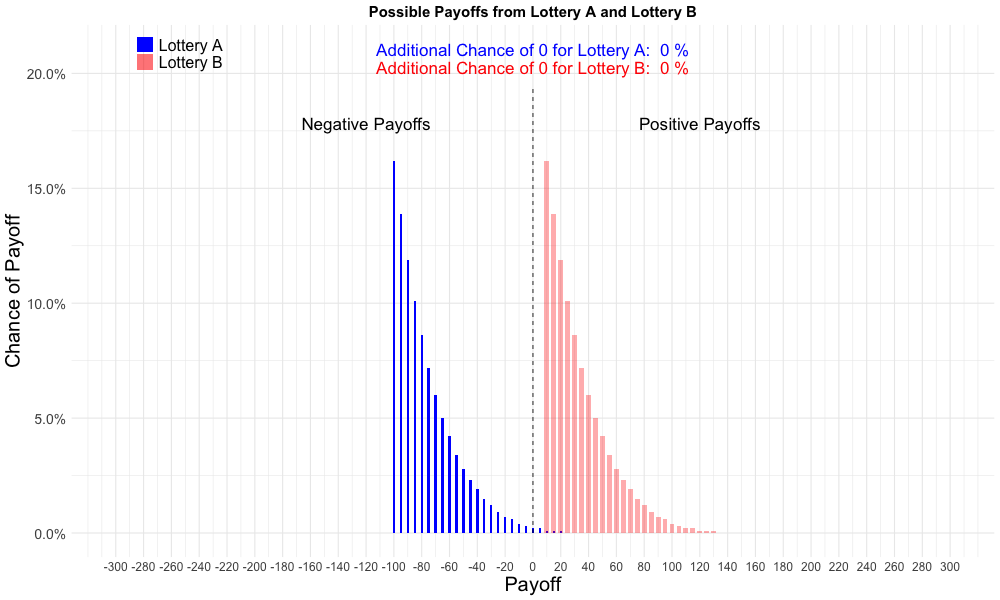 Possible Payoffs from Lottery A and Lottery B
Lottery A
Lottery B
Additional Chance of 0 for Lottery A:  0 %
Additional Chance of 0 for Lottery B:  0 %
Negative Payoffs
Positive Payoffs
Chance of Payoff
20.0%
15.0%
10.0%
5.0%
0.0%
-300 -280 -260 -240 -220 -200 -180 -160 -140 -120 -100 -80 -60 -40 -20 0 20 40 60 80 100 120 140 160 180 200 220 240 260 280 300
Payoff